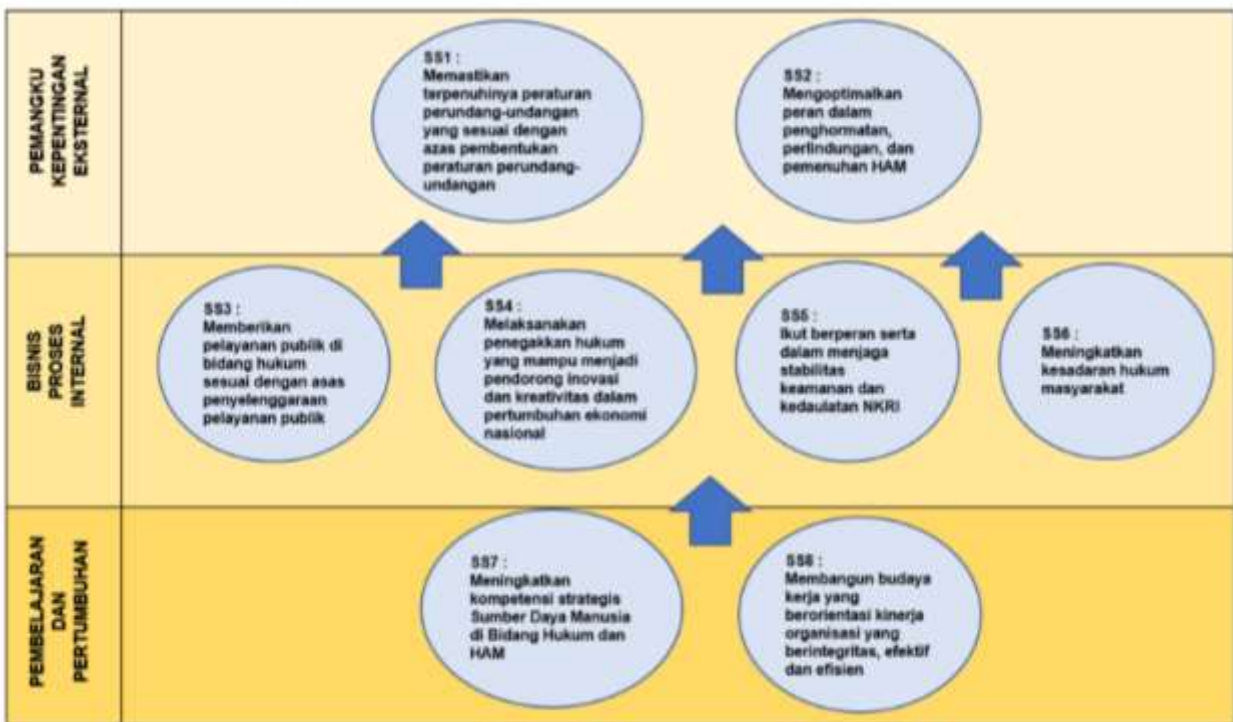 PEMANGKU
KEPENTINGAN
EKSTERNAL
SS1 :
Memastikan
terpenuhinya peraturan
perundang-undangan
yang sesuai dengan
azas pembentukan
peraturan perundang-
undangan
SS2 :
Mengoptimalkan
peran dalam
penghormatan,
perlindungan, dan
pemenuhan HAM
BISNIS
PROSES
INTERNAL
SS3 :
Memberikan
pelayanan publik di
bidang hukum
sesuai dengan asas
penyelenggaraan
pelayanan publik
SS4 :
Melaksanakan
penegakkan hukum
yang mampu menjadi
pendorong inovasi
dan kreativitas dalam
pertumbuhan ekonomi
nasional
SS5 :
Ikut berperan serta
dalam menjaga
stabilitas
keamanan dan
kedaulatan NKRI
SS6 :
Meningkatkan
kesadaran hukum
masyarakat
PEMBELAJARAN
DAN
PERTUMBUHAN
SS7 :
Meningkatkan
kompetensi strategis
Sumber Daya Manusia
di Bidang Hukum dan
HAM
SS8 :
Membangun budaya
kerja yang
berorientasi kinerja
organisasi yang
berintegritas, efektif
dan efisien